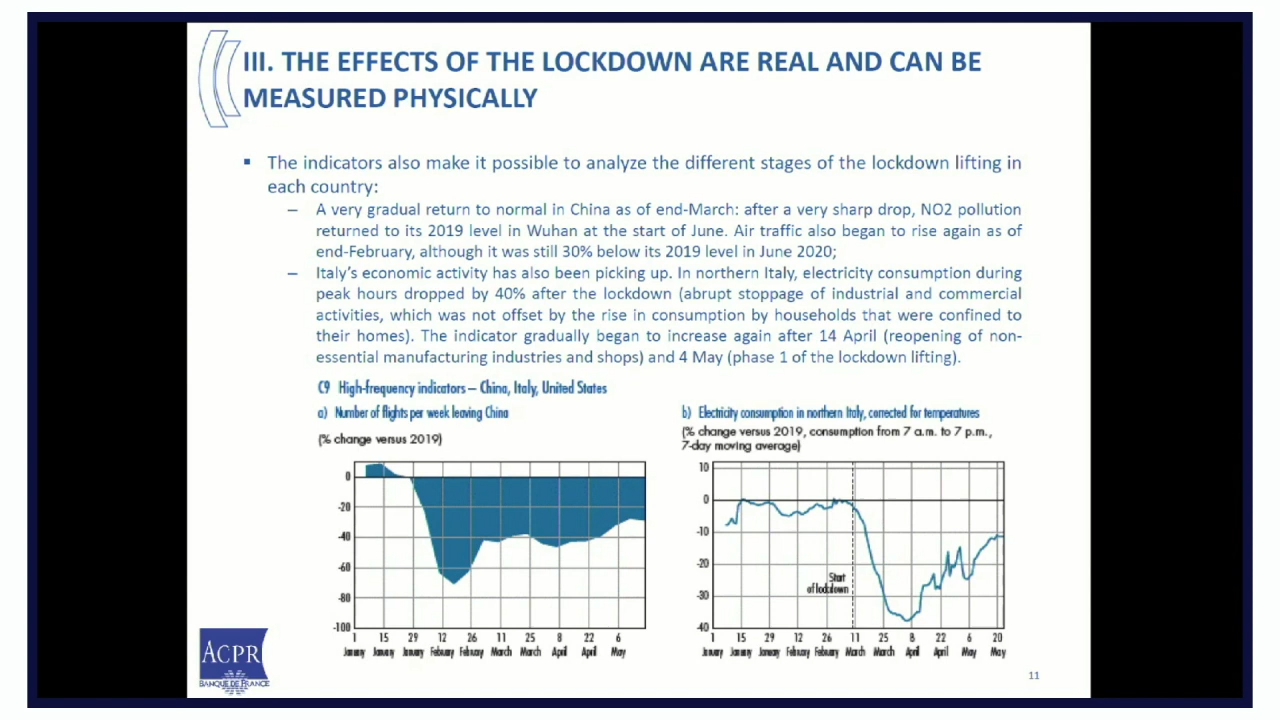 III. THE EFFECTS OF THE LOCKDOWN ARE REAL AND CAN BE
MEASURED PHYSICALLY
▪ The indicators also make it possible to analyze the different stages of the lockdown lifting in
each country:
– A very gradual return to normal in China as of end-March: after a very sharp drop, NO2 pollution
returned to its 2019 level in Wuhan at the start of June. Air traffic also began to rise again as of
end-February, although it was still 30% below its 2019 level in June 2020;
– Italy's economic activity has also been picking up. In northern Italy, electricity consumption during
peak hours dropped by 40% after the lockdown (abrupt stoppage of industrial and commercial
activities, which was not offset by the rise in consumption by households that were confined to
their homes). The indicator gradually began to increase again after 14 April (reopening of non-
essential manufacturing industries and shops) and 4 May (phase 1 of the lockdown lifting).
C9 High-frequency indicators – China, Italy, United States
a) Number of flights per week leaving China
(% change versus 2019)
0
-20
-40
-60
-80
-100
1 15 29 12 26 11 25 8 22 6
January January January February February March March April April May
b) Electricity consumption in northern Italy, corrected for temperatures
(% change versus 2019, consumption from 7 a.m. to 7 p.m.,
7-day moving average)
10
0
-10
-20
-30
40
Start
of lockdown
1 15 29 12 26 11 25 8 22 6 20
January January January February February March March April April May May
ACPR
BANQUE DE FRANCE
11